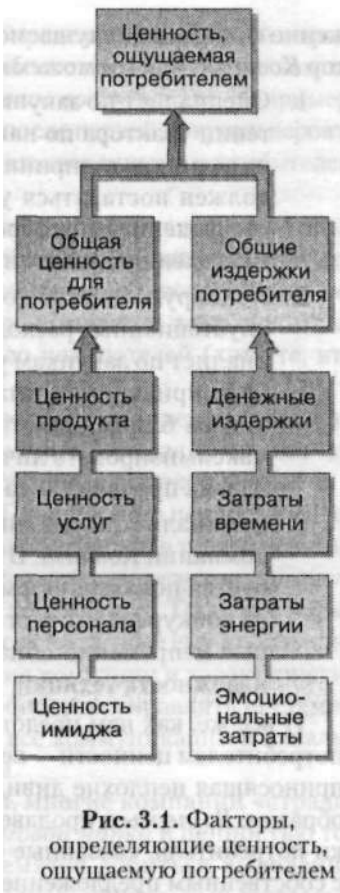 Ценность,
ощущаемая
потребителем
Общая
ценность
для
потребителя
Общие
издержки
потребителя
Ценность
продукта
Денежные
издержки
Ценность
услуг
Затраты
времени
Ценность
персонала
Затраты
энергии
Ценность
имиджа
Эмоцио-
нальные
затраты
Рис. 3.1. Факторы,
определяющие ценность,
ощущаемую потребителем